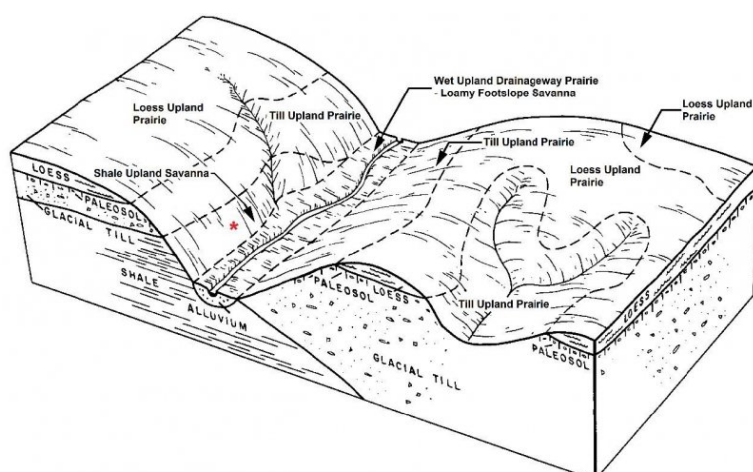 Wet Upland Drainageway Prairie
- Loamy Footslope Savanna
Loess Upland
Prairie
Loess Upland
Prairie
Till Upland Prairie
Till Upland Prairie
Loess Upland
Prairie
Shale Upland Savanna
*
LOESS
PALEOSOL
GLACIAL TILL
SHALE
ALLUVIUM
LOESS
PALEOSOL
GLACIAL TILL
Till Upland Prairie
PALEOSOL
LOESS
PALEOSOL